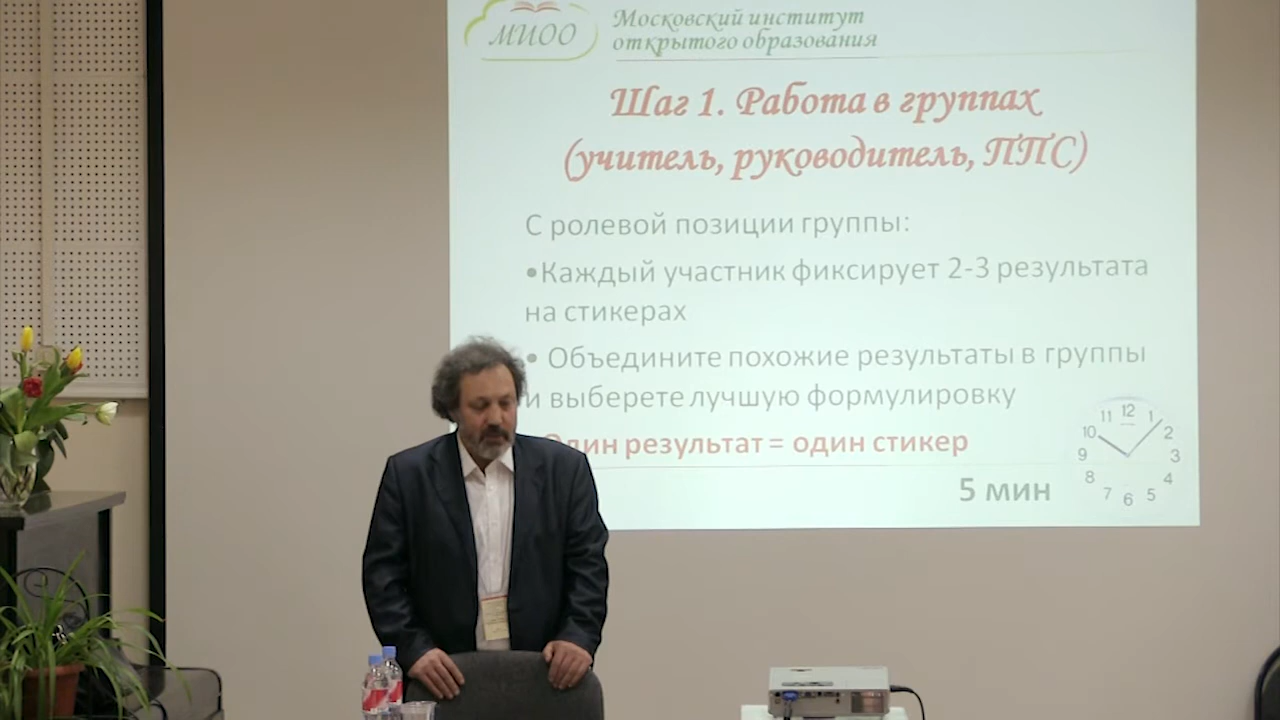 МИОО
Московский институт
открытого образования
Шаг 1. Работа в группах
(учитель, руководитель, ППС)
С ролевой позиции группы:
•Каждый участник фиксирует 2-3 результата
на стикерах
• Объедините похожие результаты в группы
и выберете лучшую формулировку
Один результат = один стикер
5 мин
11 12 1
10 2
9 3
8 4
7 6 5